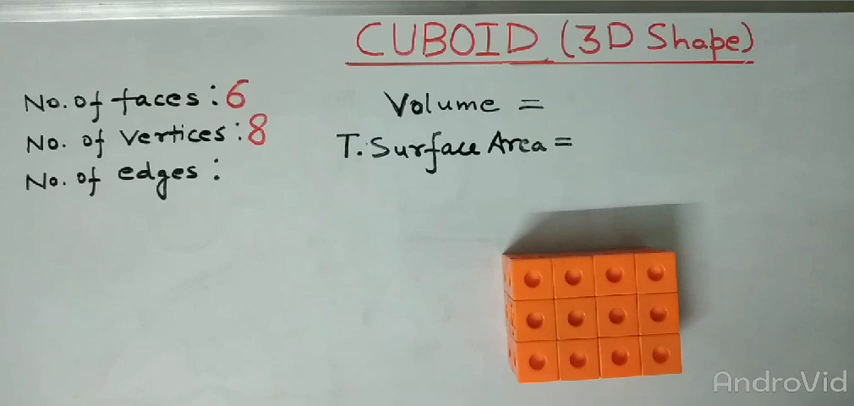 CUBOID (3D Shape)
No. of faces : 6
No. of vertices : 8
No. of edges :
Volume =
T. Surface Area =
AndroVid